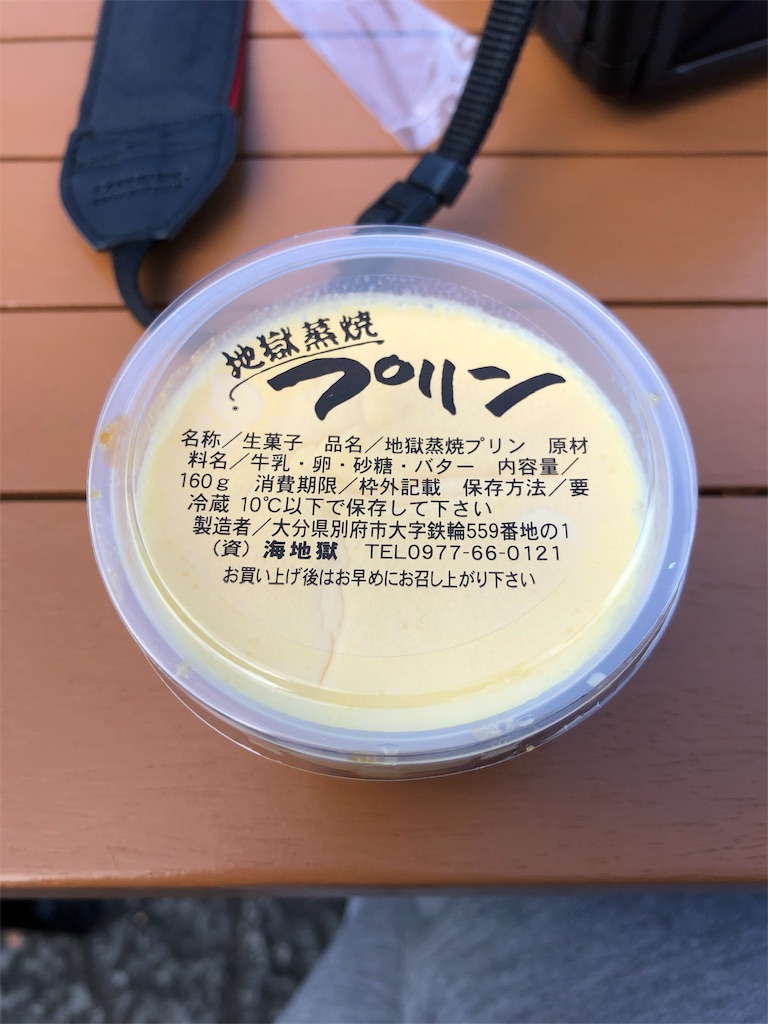 地獄蒸焼
プリン
名称／生菓子　品名／地獄蒸焼プリン　原材
料名／牛乳・卵・砂糖・バター　内容量／
160g　消費期限／枠外記載　保存方法／要
冷蔵 10℃以下で保存して下さい
製造者／大分県別府市大字鉄輪559番地の1
（資）海地獄　TEL0977-66-0121
お買い上げ後はお早めにお召し上がり下さい